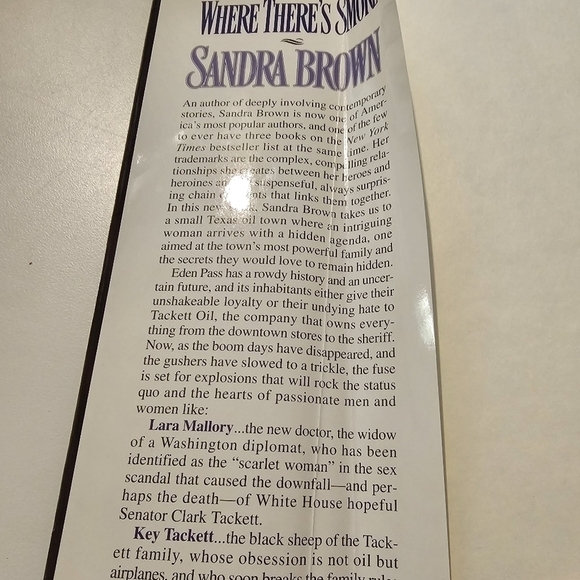 WHERE THERE'S SMOKE
SANDRA BROWN
An author of deeply involving contemporary
stories, Sandra Brown is now one of Amer-
ica's most popular authors, and one of the few
to ever have three books on the New York
Times bestseller list at the same time. Her
trademarks are the complex, compelling rela-
tionships she creates between her heroes and
heroines and suspenseful, always surpris-
ing chain events that links them together.
In this new Sandra Brown takes us to
a small Texas oil town where an intriguing
woman arrives with a hidden agenda, one
aimed at the town's most powerful family and
the secrets they would love to remain hidden.
Eden Pass has a rowdy history and an uncer-
tain future, and its inhabitants either give their
unshakeable loyalty or their undying hate to
Tackett Oil, the company that owns every-
thing from the downtown stores to the sheriff.
Now, as the boom days have disappeared, and
the gushers have slowed to a trickle, the fuse
is set for explosions that will rock the status
quo and the hearts of passionate men and
women like:
Lara Mallory...the new doctor, the widow
of a Washington diplomat, who has been
identified as the "scarlet woman" in the sex
scandal that caused the downfall—and per-
haps the death—of White House hopeful
Senator Clark Tackett.
Key Tackett...the black sheep of the Tack-
ett family, whose obsession is not oil but
airplanes, and who soon breaks the family rules